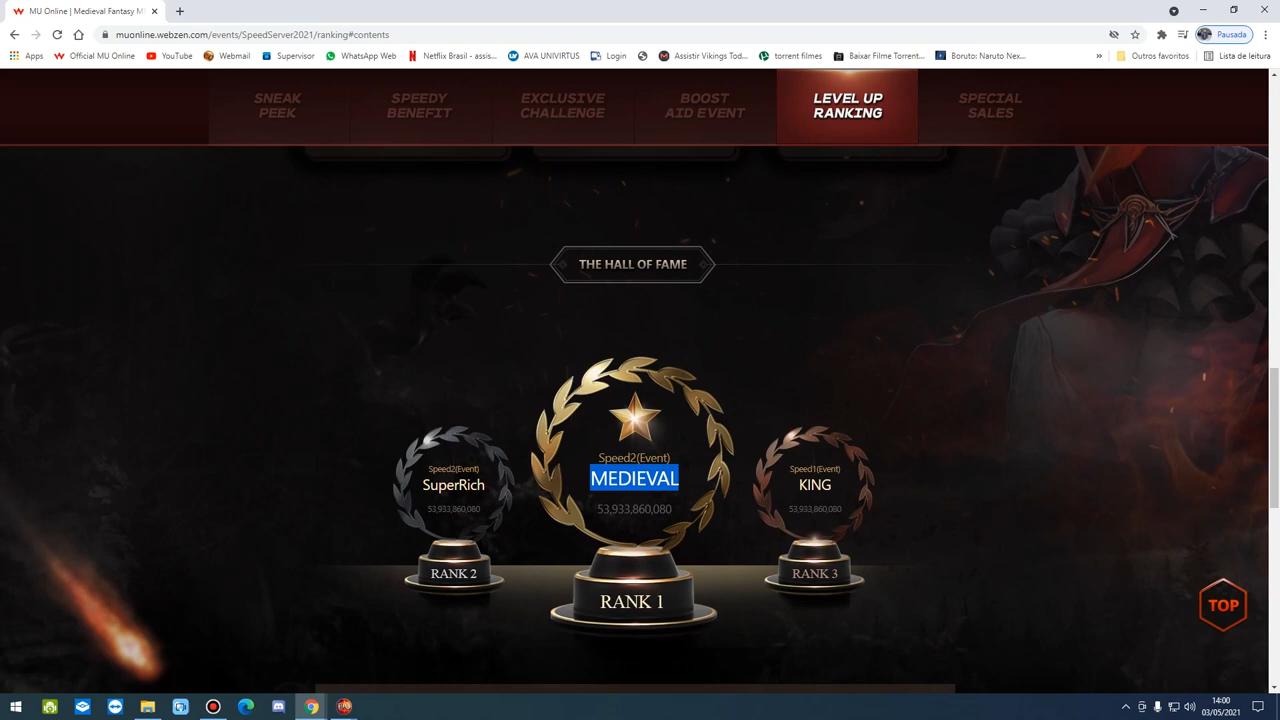 MU Online | Medieval Fantasy M
muonline.webzen.com/events/SpeedServer2021/ranking#contents
Pausada
Apps
Official MU Online
YouTube
Webmail
Supervisor
WhatsApp Web
Netflix Brasil - assis...
AVA UNIVIRTUS
Login
Assistir Vikings Tod...
torrent filmes
Baixar Filme Torrent...
Boruto: Naruto Nex...
»
Outros favoritos
Lista de leitura
SNEAK
PEEK
SPEEDY
BENEFIT
EXCLUSIVE
CHALLENGE
BOOST
AID EVENT
LEVEL UP
RANKING
SPECIAL
SALES
THE HALL OF FAME
Speed2(Event)
SuperRich
53,933,860,080
RANK 2
Speed2(Event)
MEDIEVAL
53,933,860,080
RANK 1
Speed1(Event)
KING
53,933,860,080
RANK 3
TOP
14:00
03/05/2021